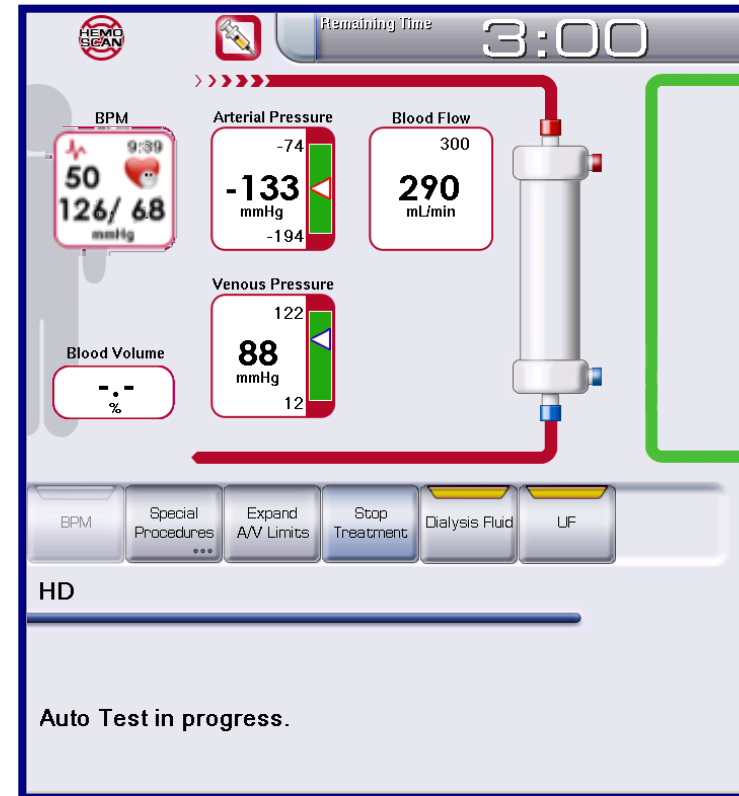 HEMO
SCAN
Remaining Time
3:00
BPM
9:39
50
126/ 68
mmHg
Arterial Pressure
-74
-133
mmHg
-194
Blood Flow
300
290
mL/min
Venous Pressure
122
88
mmHg
12
Blood Volume
-.-
%
BPM
Special
Procedures
...
Expand
A/V Limits
Stop
Treatment
Dialysis Fluid
UF
HD
Auto Test in progress.